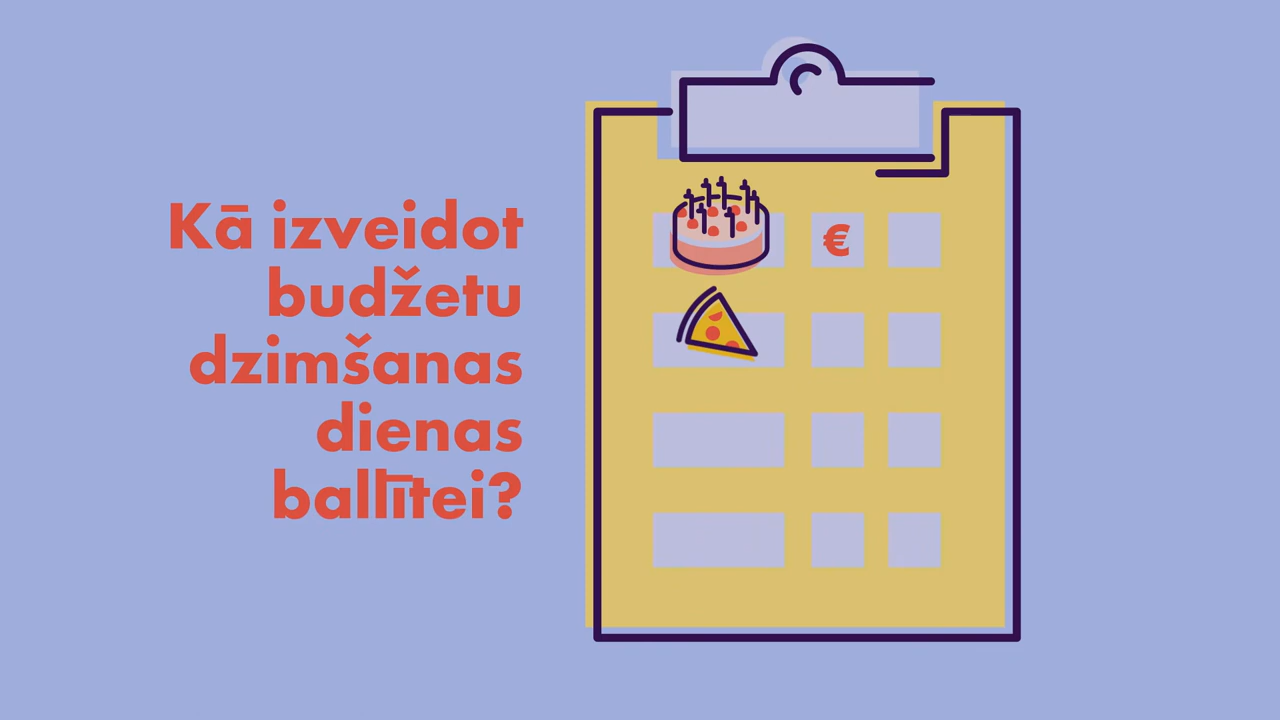 Kā izveidot
budžetu
dzimšanas
dienas
ballītei?
€